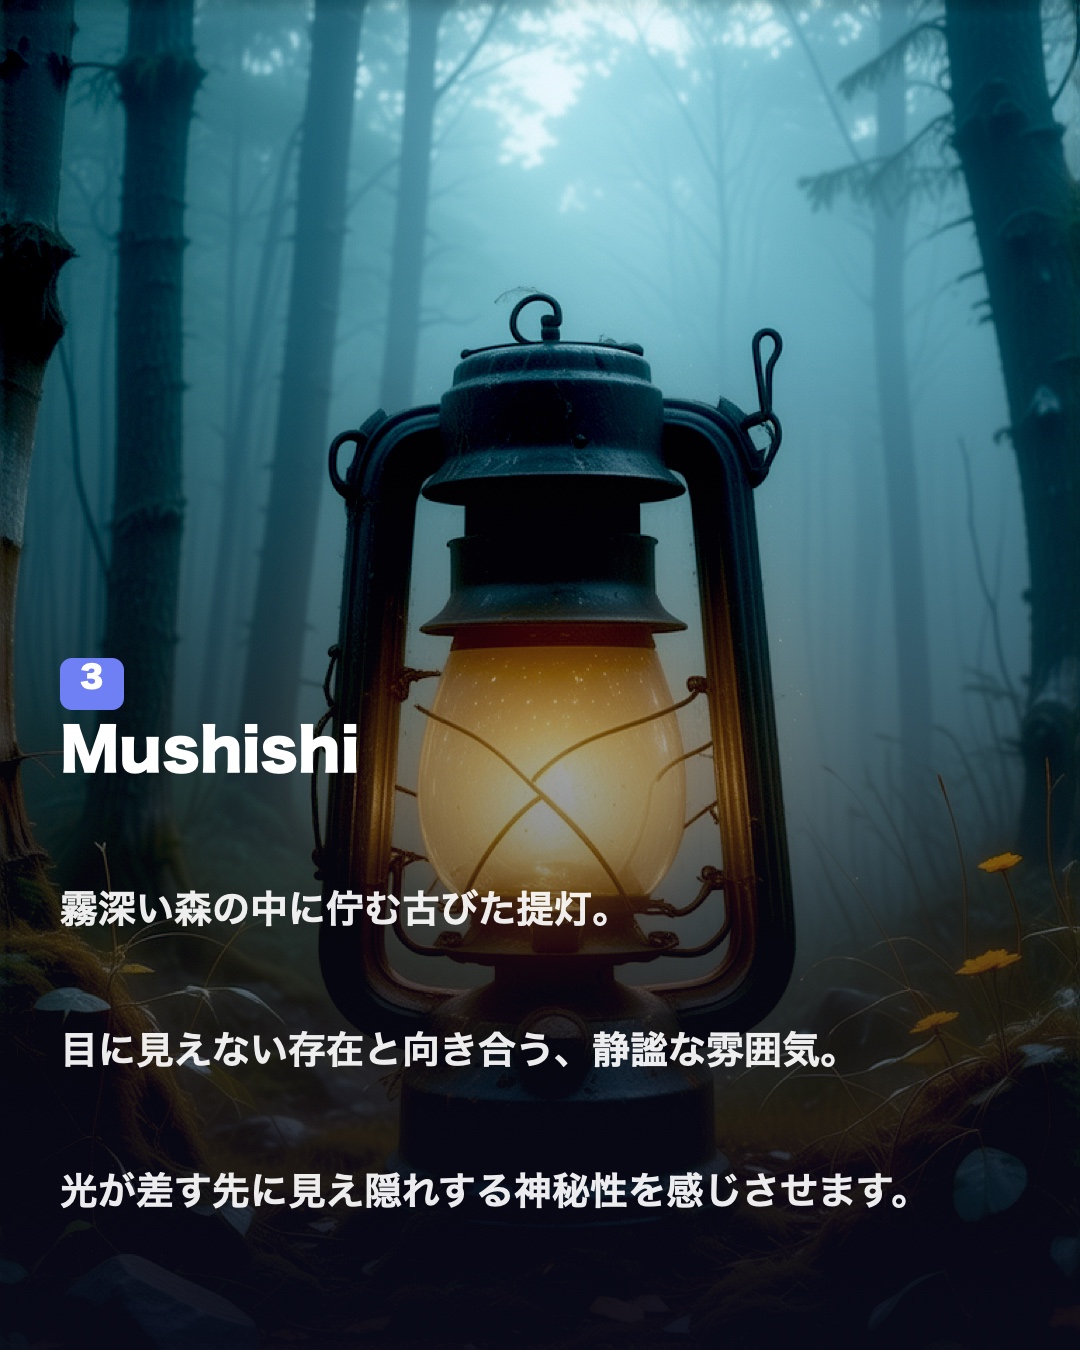 3
Mushishi
霧深い森の中に佇む古びた提灯。
目に見えない存在と向き合う、静謐な雰囲気。
光が差す先に見え隠れする神秘性を感じさせます。